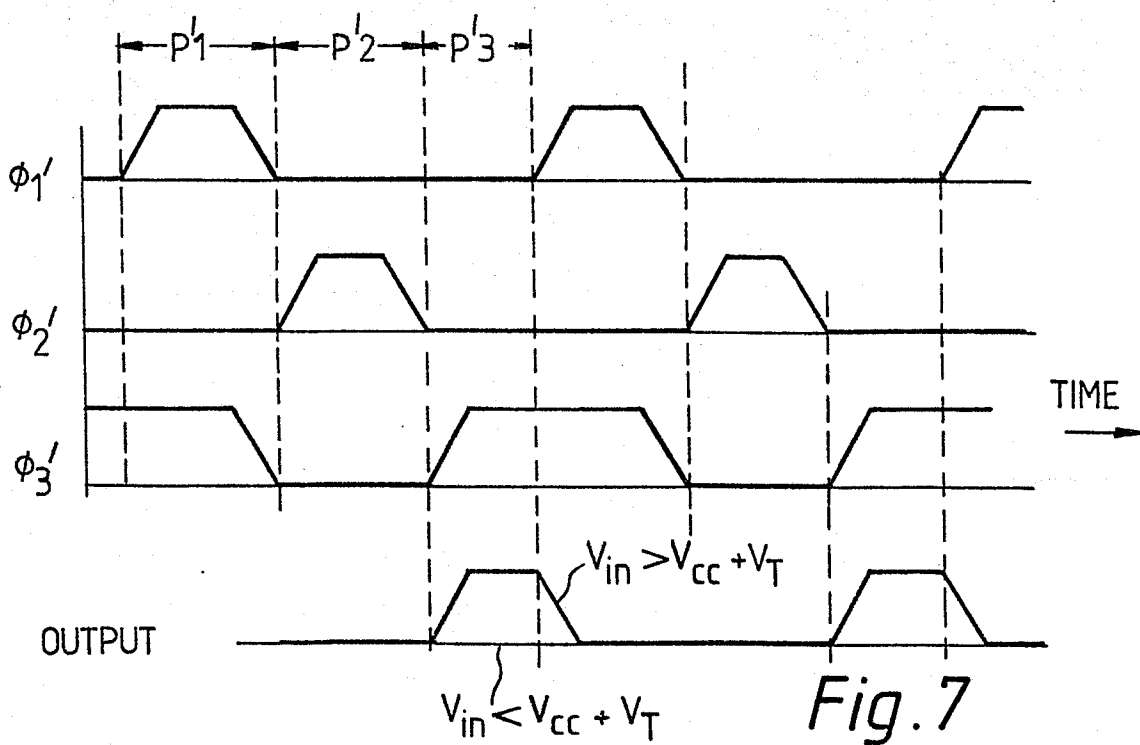 P'1 P'2 P'3
ϕ1'
ϕ2'
ϕ3'
TIME
Vin > Vcc + VT
OUTPUT
Vin < Vcc + VT
Fig. 7